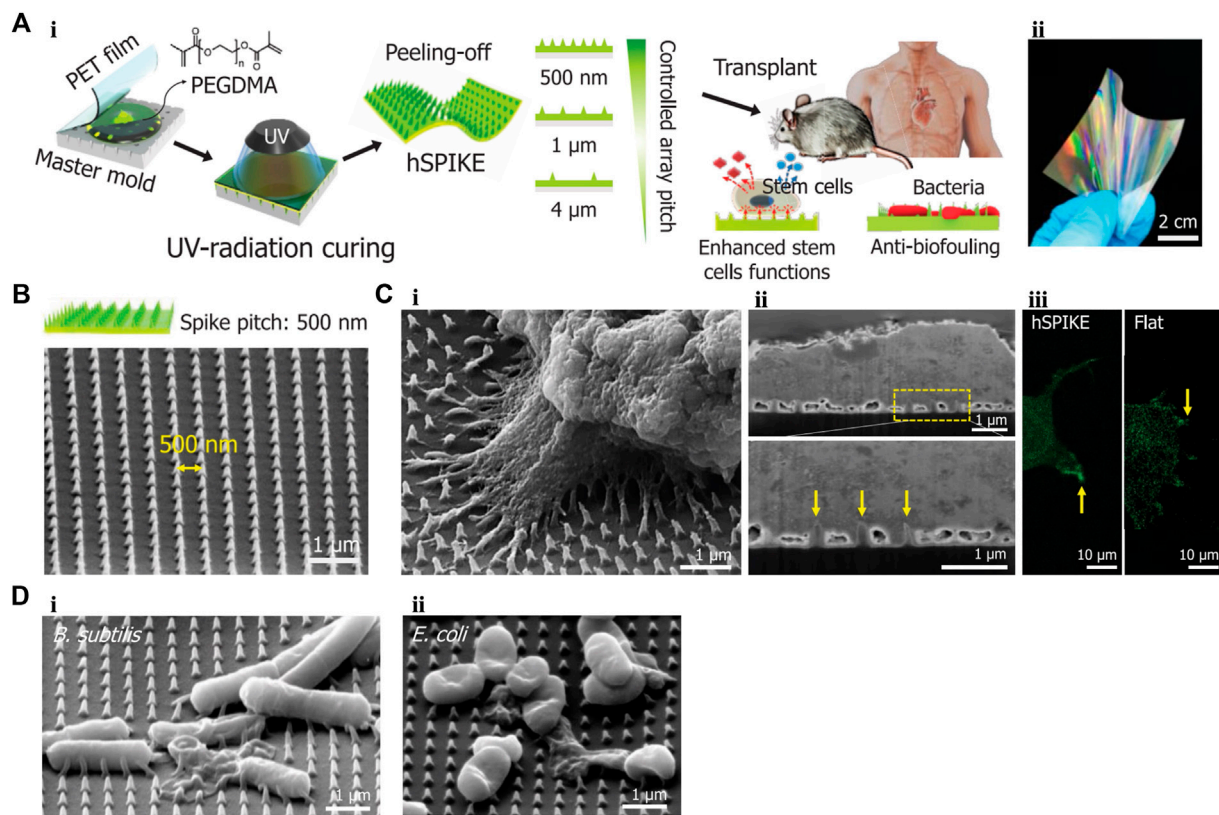 A
i
PET film
PEGDMA
Master mold
UV
UV-radiation curing
Peeling-off
hSPIKE
500 nm
1 µm
4 µm
Controlled array pitch
Transplant
Stem cells
Enhanced stem
cells functions
Bacteria
Anti-biofouling
ii
2 cm
B
Spike pitch: 500 nm
500 nm
1 µm
C
i
1 µm
ii
1 µm
1 µm
iii
hSPIKE
Flat
10 µm
10 µm
D
i
B. subtilis
1 µm
ii
E. coli
1 µm